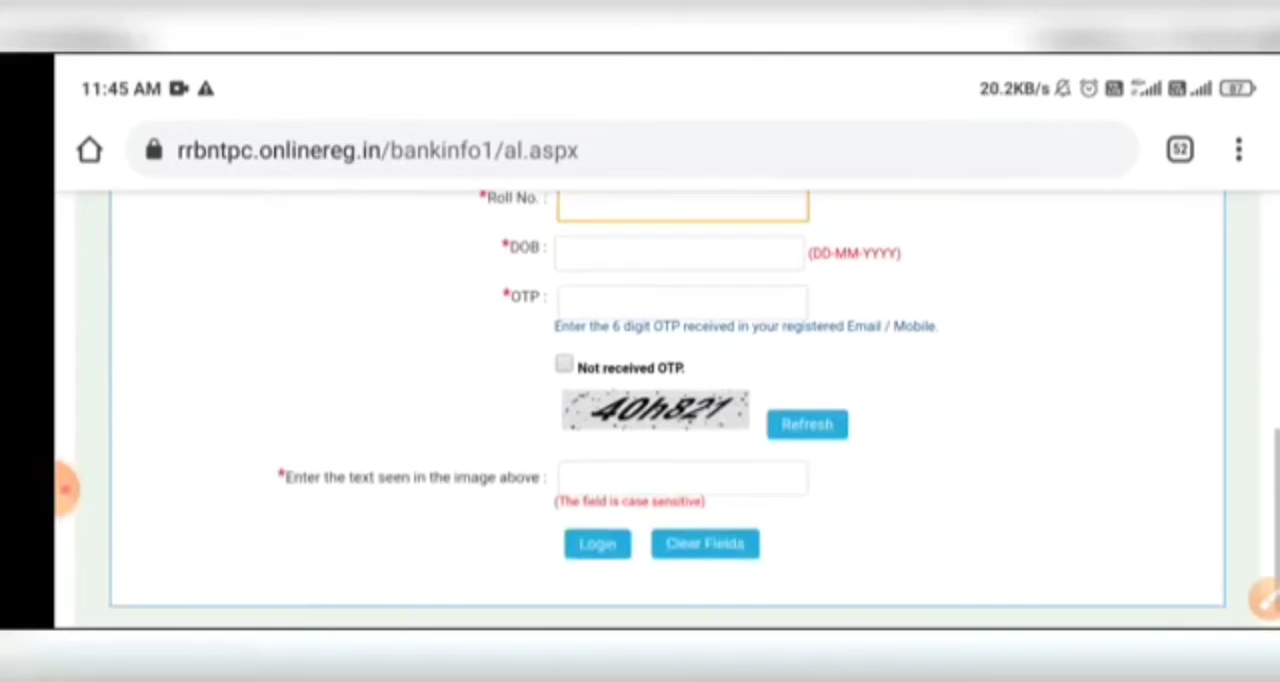 11:45 AM
20.2KB/s
87
rrbntpc.onlinereg.in/bankinfo1/al.aspx
52
*Roll No. :
*DOB :
(DD-MM-YYYY)
*OTP :
Enter the 6 digit OTP received in your registered Email / Mobile.
Not received OTP.
40h821
Refresh
*Enter the text seen in the image above :
(The field is case sensitive)
Login
Clear Fields